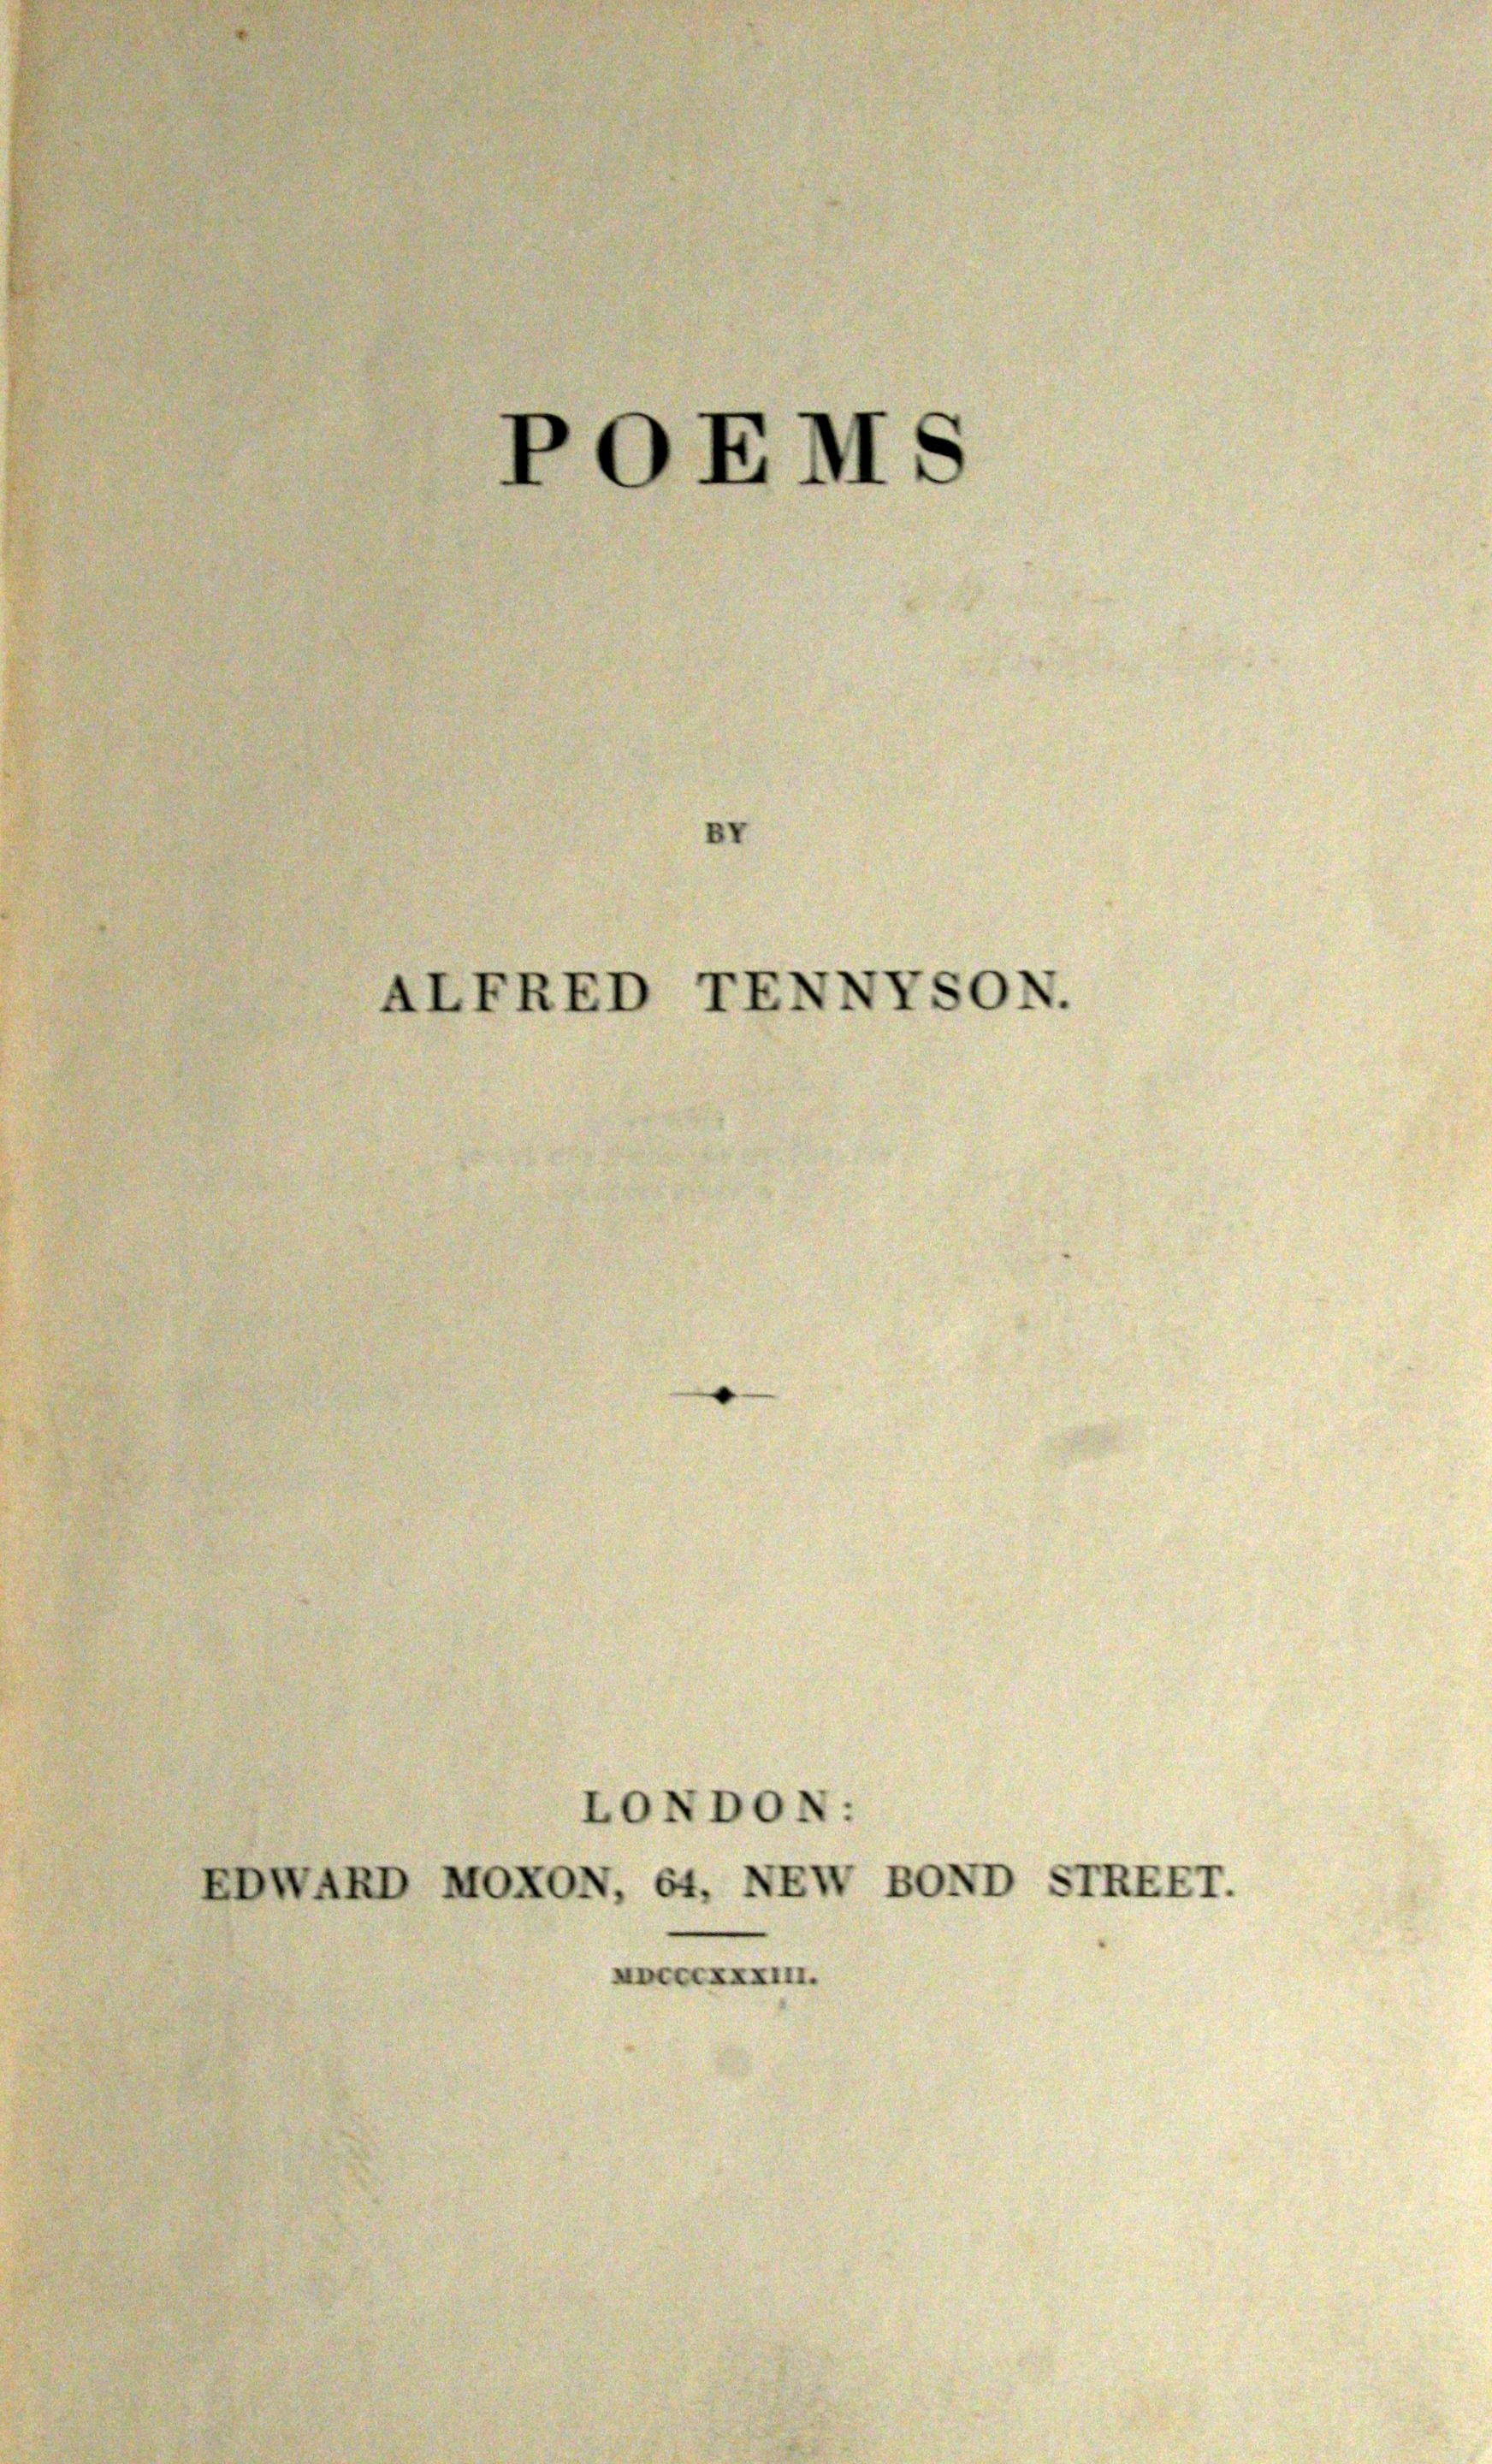 POEMS
BY
ALFRED TENNYSON.
LONDON:
EDWARD MOXON, 64, NEW BOND STREET.
MDCCCXXXIII.